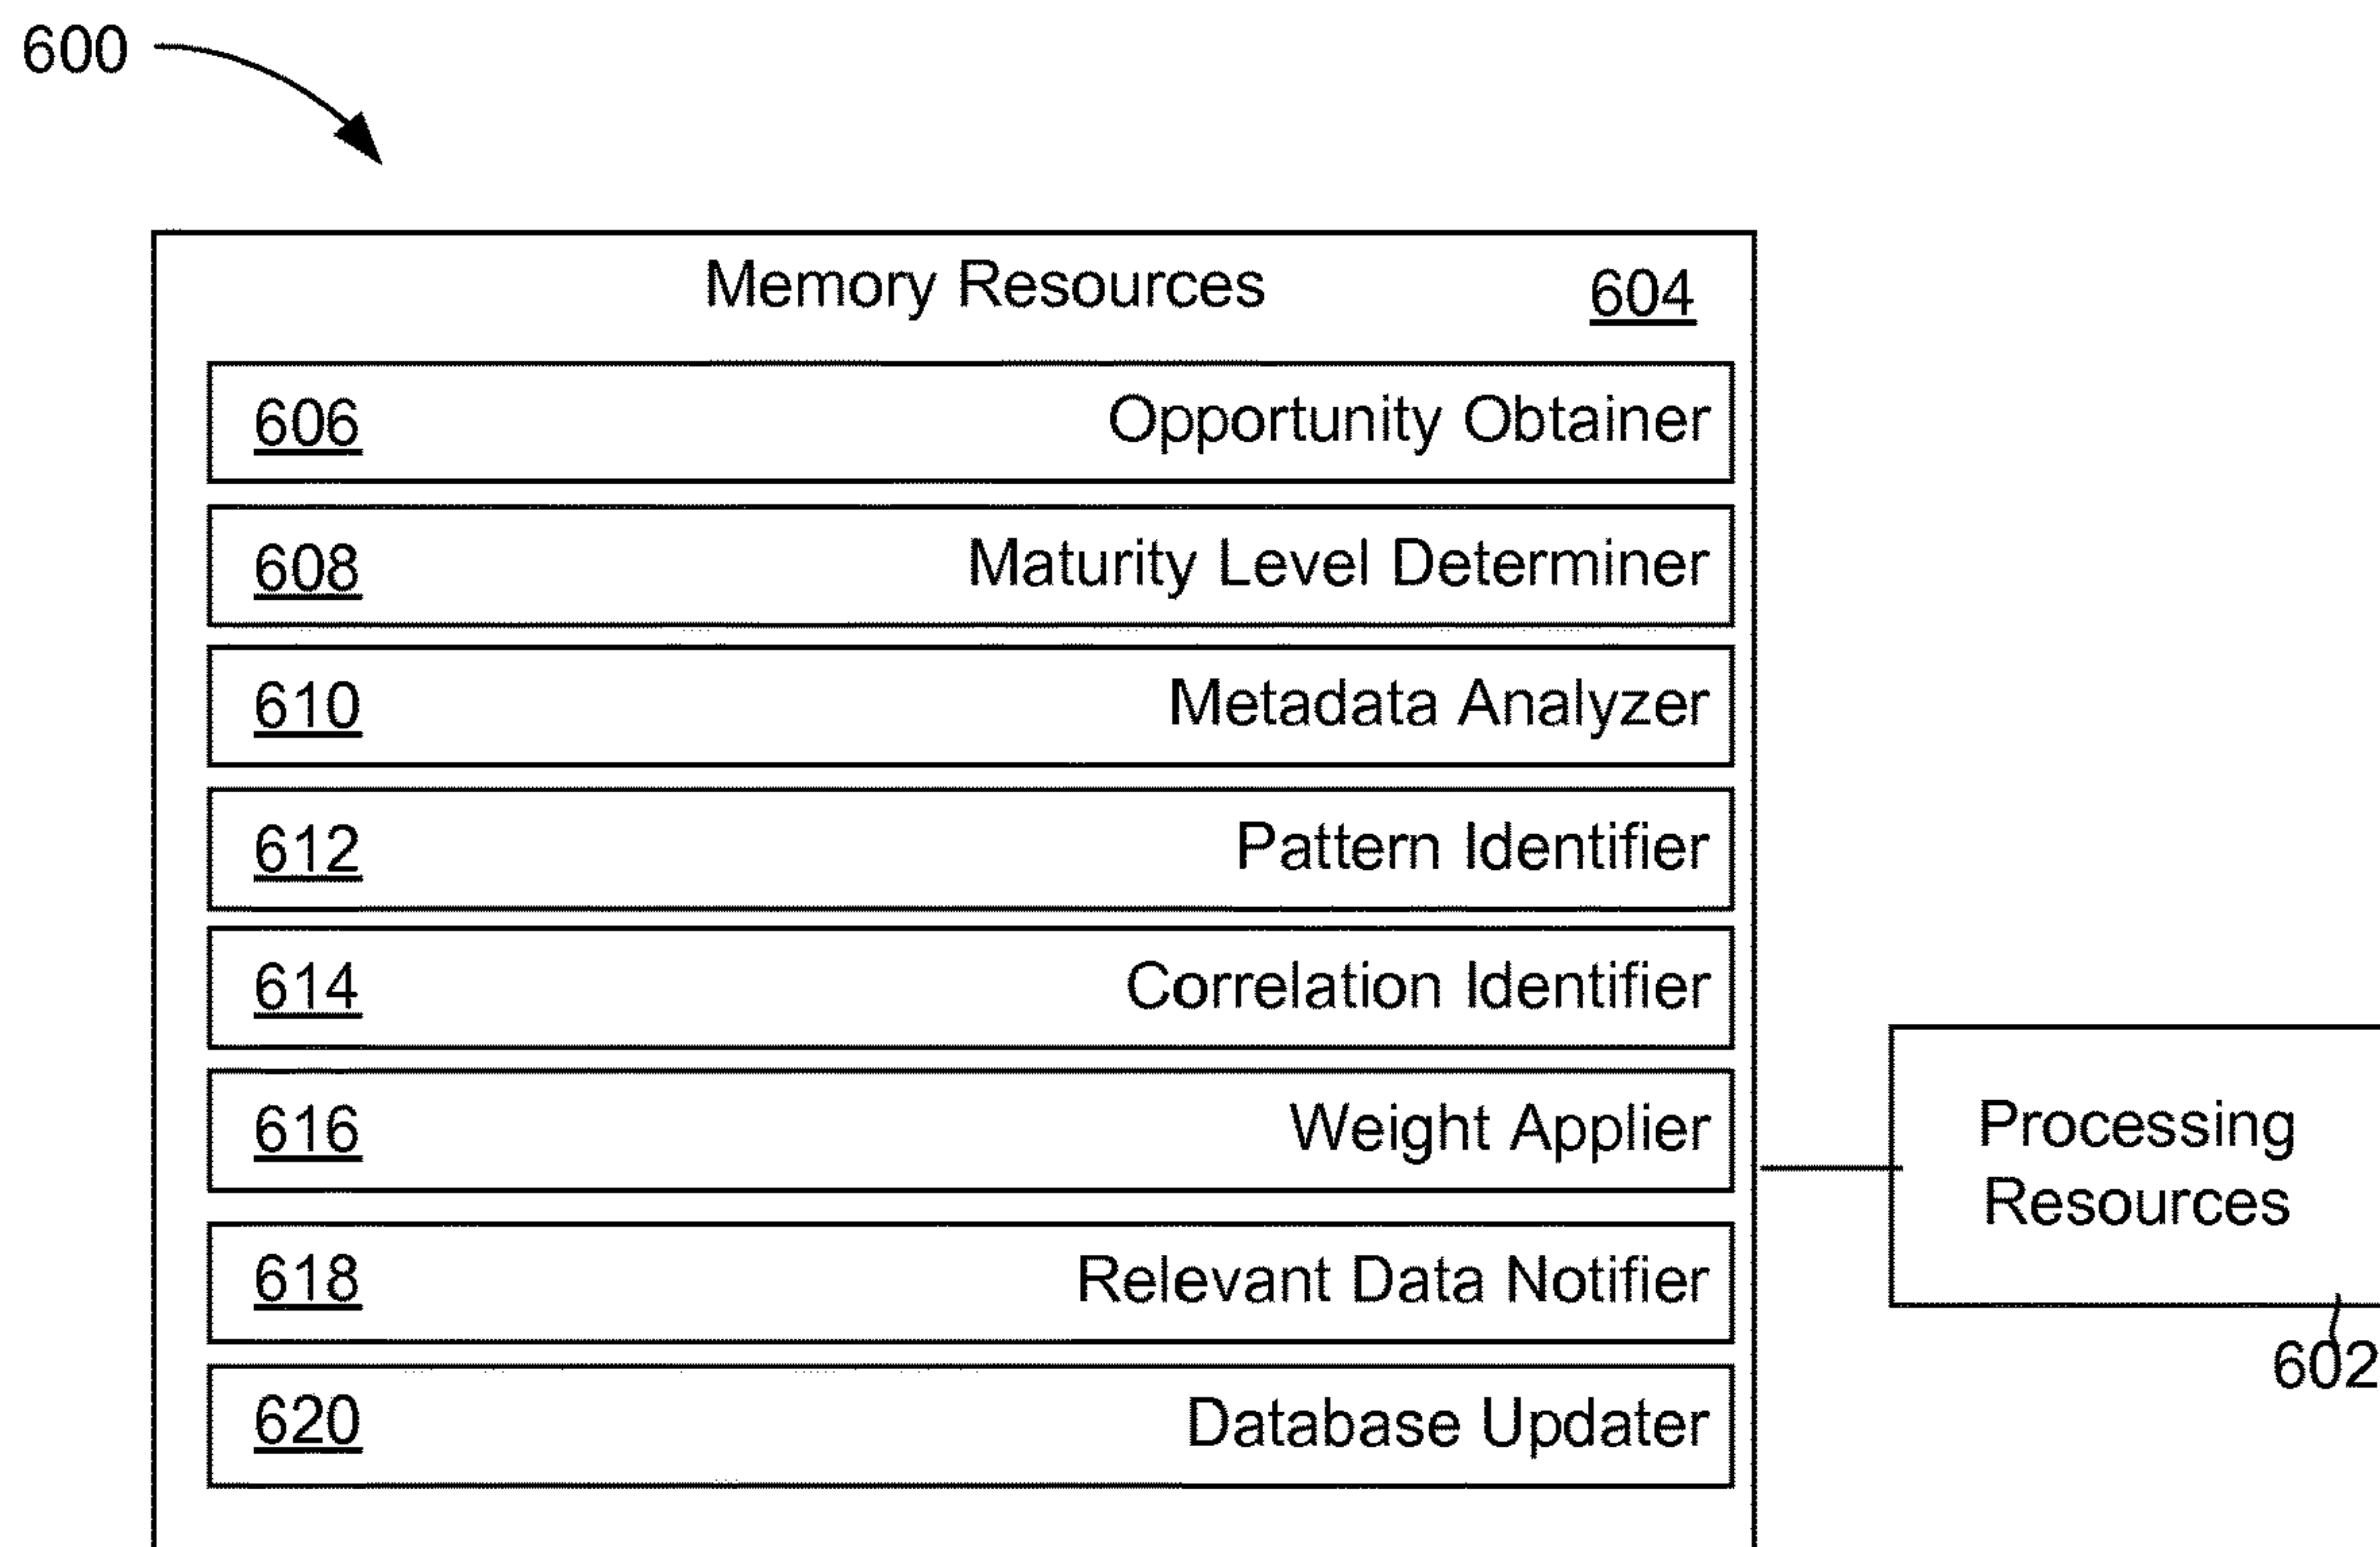 600
Memory Resources 604
606 Opportunity Obtainer
608 Maturity Level Determiner
610 Metadata Analyzer
612 Pattern Identifier
614 Correlation Identifier
616 Weight Applier
618 Relevant Data Notifier
620 Database Updater
Processing
Resources
602